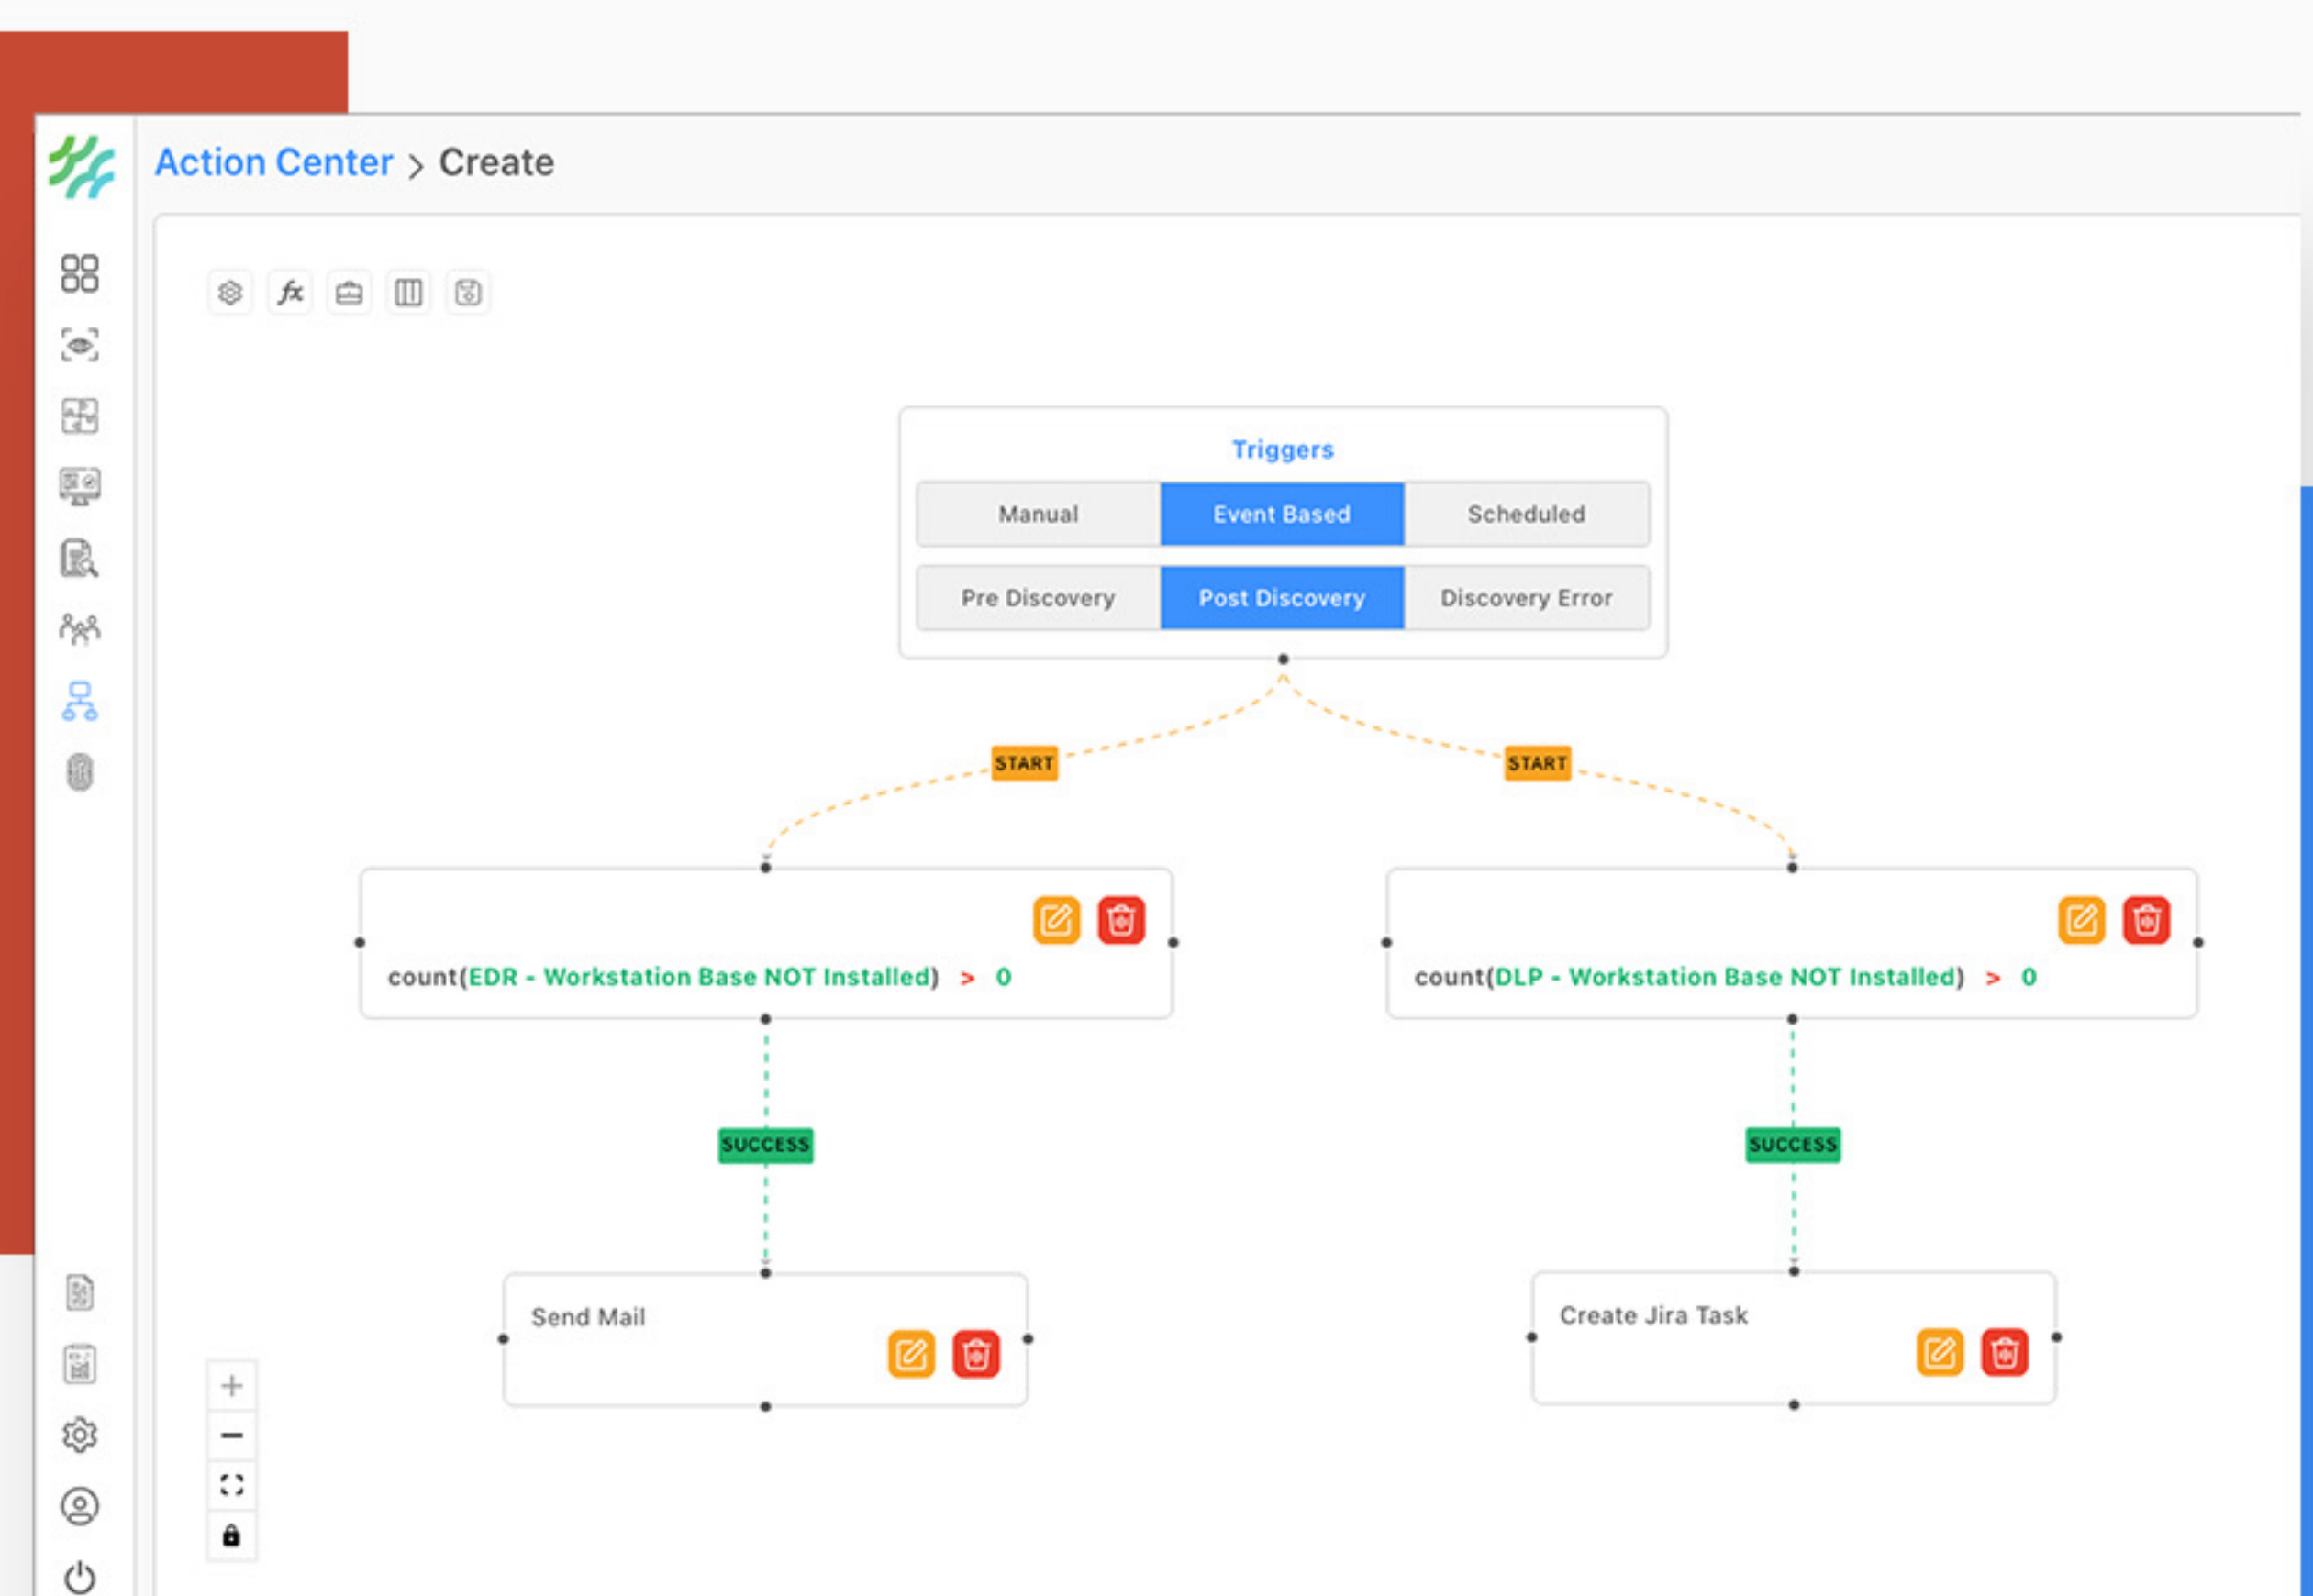 Action Center > Create
fx
Triggers
Manual Event Based Scheduled
Pre Discovery Post Discovery Discovery Error
START START
count(EDR - Workstation Base NOT Installed) > 0
count(DLP - Workstation Base NOT Installed) > 0
SUCCESS SUCCESS
Send Mail
Create Jira Task